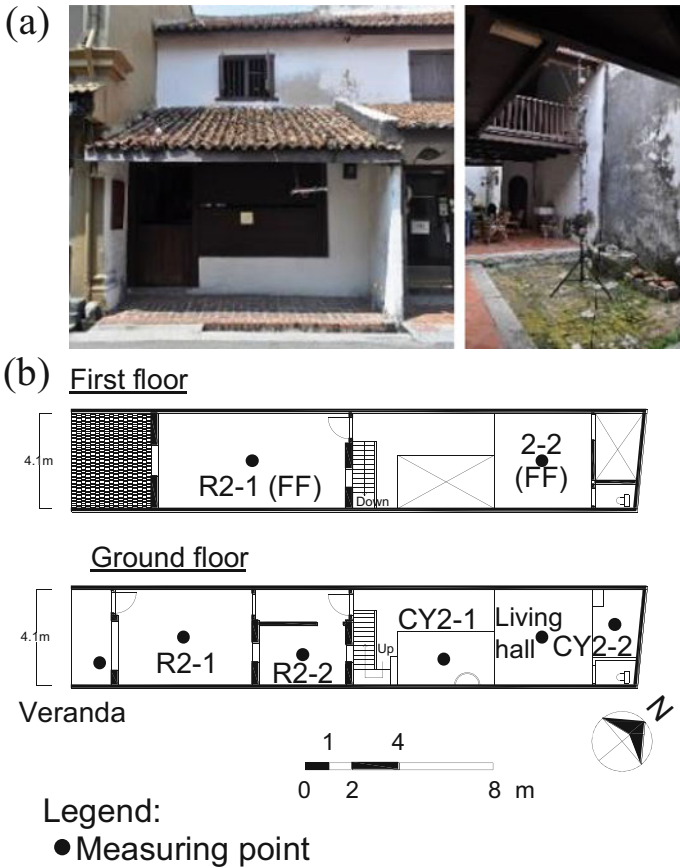 (a)
(b)
First floor
4.1m
R2-1 (FF)
Down
2-2
(FF)
Ground floor
4.1m
R2-1
R2-2
Up
CY2-1
Living
hall
CY2-2
Veranda
N
1 4
0 2 8 m
Legend:
Measuring point